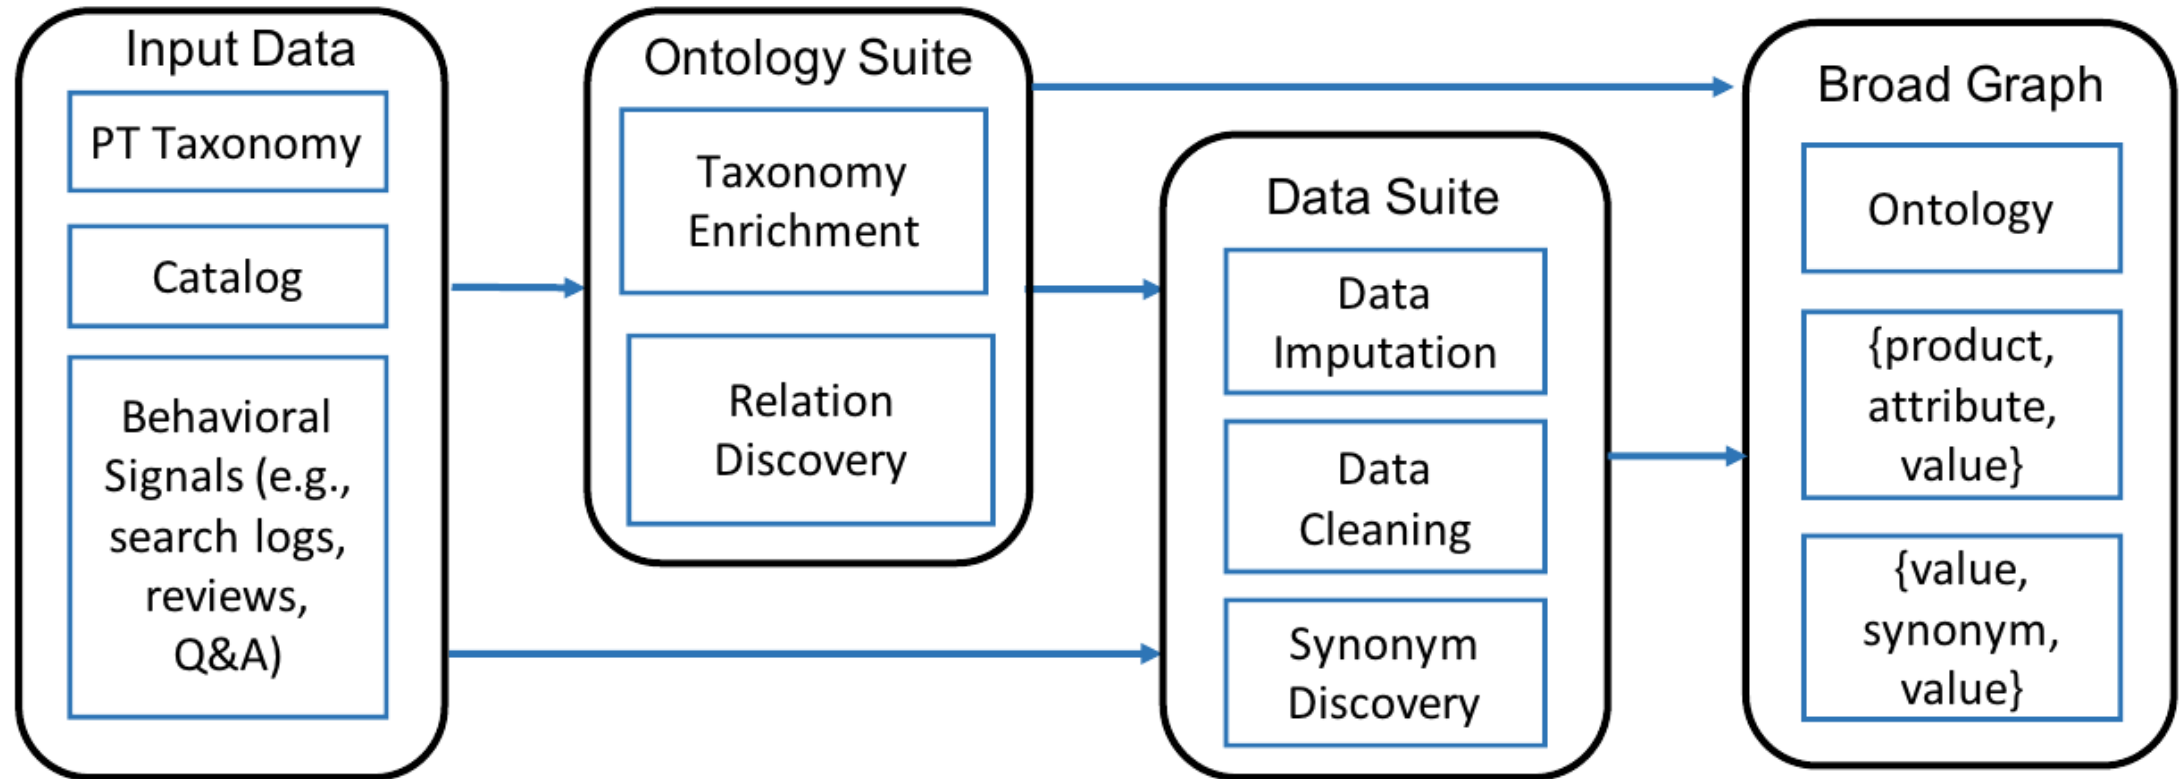 Input Data
PT Taxonomy
Catalog
Behavioral
Signals (e.g.,
search logs,
reviews,
Q&A)
Ontology Suite
Taxonomy
Enrichment
Relation
Discovery
Data Suite
Data
Imputation
Data
Cleaning
Synonym
Discovery
Broad Graph
Ontology
{product,
attribute,
value}
{value,
synonym,
value}